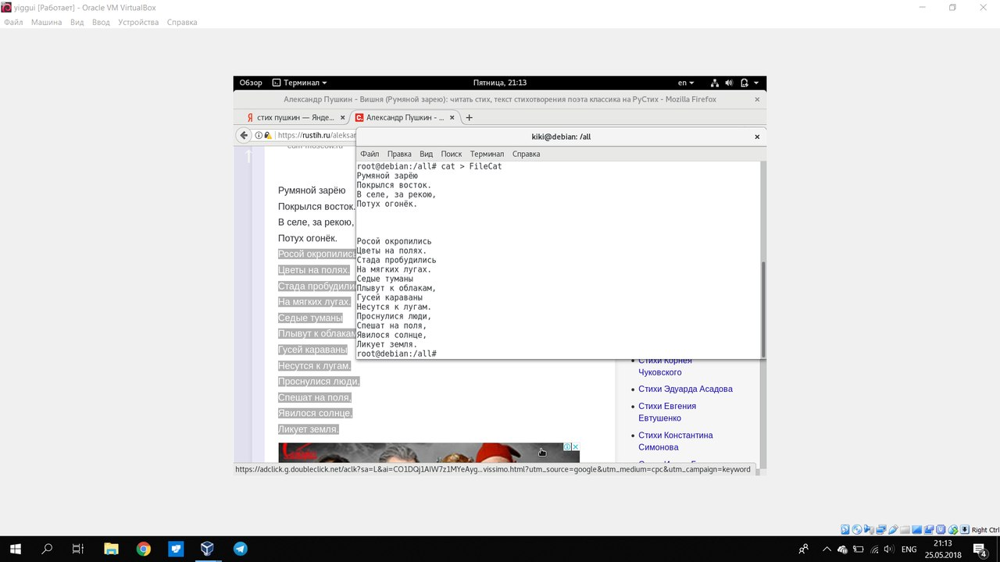 yiggui [Работает] - Oracle VM VirtualBox
Файл Машина Вид Ввод Устройства Справка
Обзор Терминал Пятница, 21:13 en
Александр Пушкин - Вишня (Румяной зарею): читать стих, текст стихотворения поэта классика на РуСтих - Mozilla Firefox
стих пушкин — Янде... Александр Пушкин - ...
https://rustih.ru/aleksan
kiki@debian: /all
Файл Правка Вид Поиск Терминал Справка
root@debian:/all# cat > FileCat
Румяной зарёю
Покрылся восток.
В селе, за рекою,
Потух огонёк.
Росой окропились
Цветы на полях.
Стада пробудились
На мягких лугах.
Седые туманы
Плывут к облакам,
Гусей караваны
Несутся к лугам.
Проснулися люди,
Спешат на поля,
Явилося солнце,
Ликует земля.
root@debian:/all#
Румяной зарёю
Покрылся восток.
В селе, за рекою,
Потух огонёк.
Росой окропились
Цветы на полях.
Стада пробудили
На мягких лугах.
Седые туманы
Плывут к облакам
Гусей караваны
Несутся к лугам.
Проснулися люди,
Спешат на поля,
Явилося солнце,
Ликует земля.
Стихи Корнея
Чуковского
Стихи Эдуарда Асадова
Стихи Евгения
Евтушенко
Стихи Константина
Симонова
https://adclick.g.doubleclick.net/aclk?sa=L&ai=CO1DQj1AIW7z1MYeAyg...vissimo.html?utm_source=google&utm_medium=cpc&utm_campaign=keyword
Right Ctrl
ENG
21:13
25.05.2018